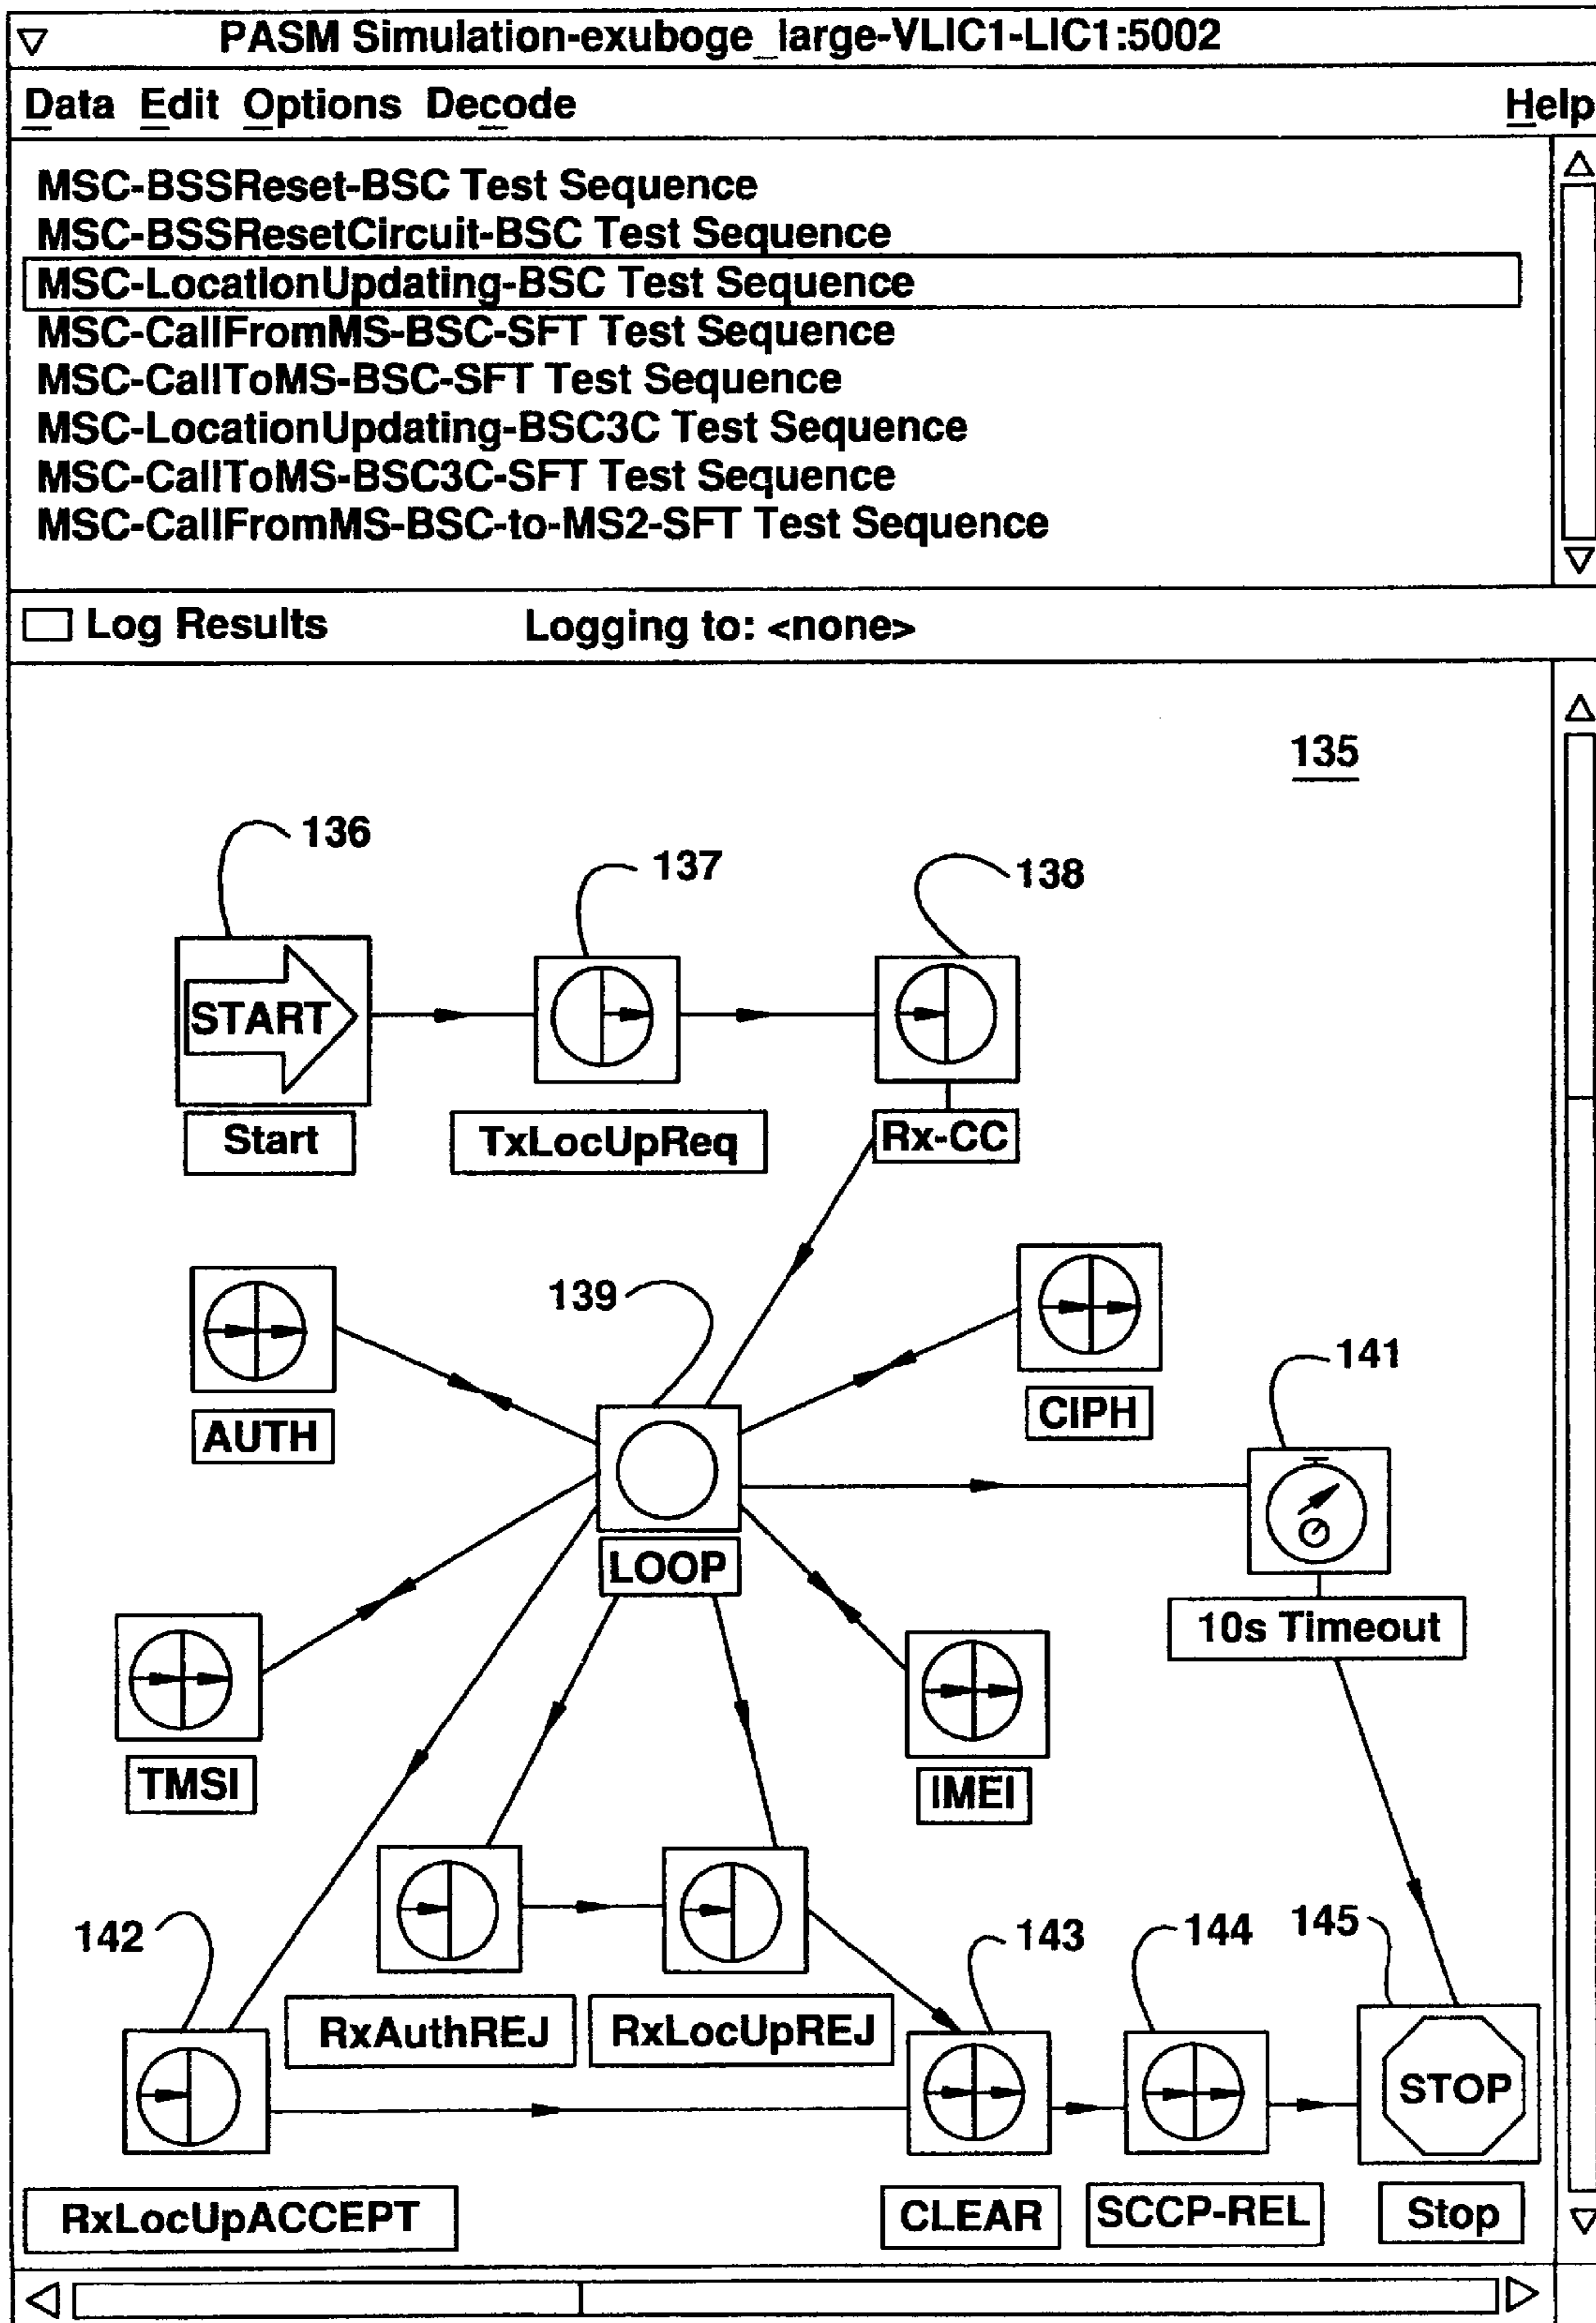 PASM Simulation-exuboge_large-VLIC1-LIC1:5002
Data Edit Options Decode Help
MSC-BSSReset-BSC Test Sequence
MSC-BSSResetCircuit-BSC Test Sequence
MSC-LocationUpdating-BSC Test Sequence
MSC-CallFromMS-BSC-SFT Test Sequence
MSC-CallToMS-BSC-SFT Test Sequence
MSC-LocationUpdating-BSC3C Test Sequence
MSC-CallToMS-BSC3C-SFT Test Sequence
MSC-CallFromMS-BSC-to-MS2-SFT Test Sequence
Log Results Logging to: <none>
135
136
137
138
START
Start
TxLocUpReq
Rx-CC
139
141
AUTH
CIPH
LOOP
10s Timeout
TMSI
IMEI
142
143
144
145
RxAuthREJ
RxLocUpREJ
STOP
RxLocUpACCEPT
CLEAR
SCCP-REL
Stop